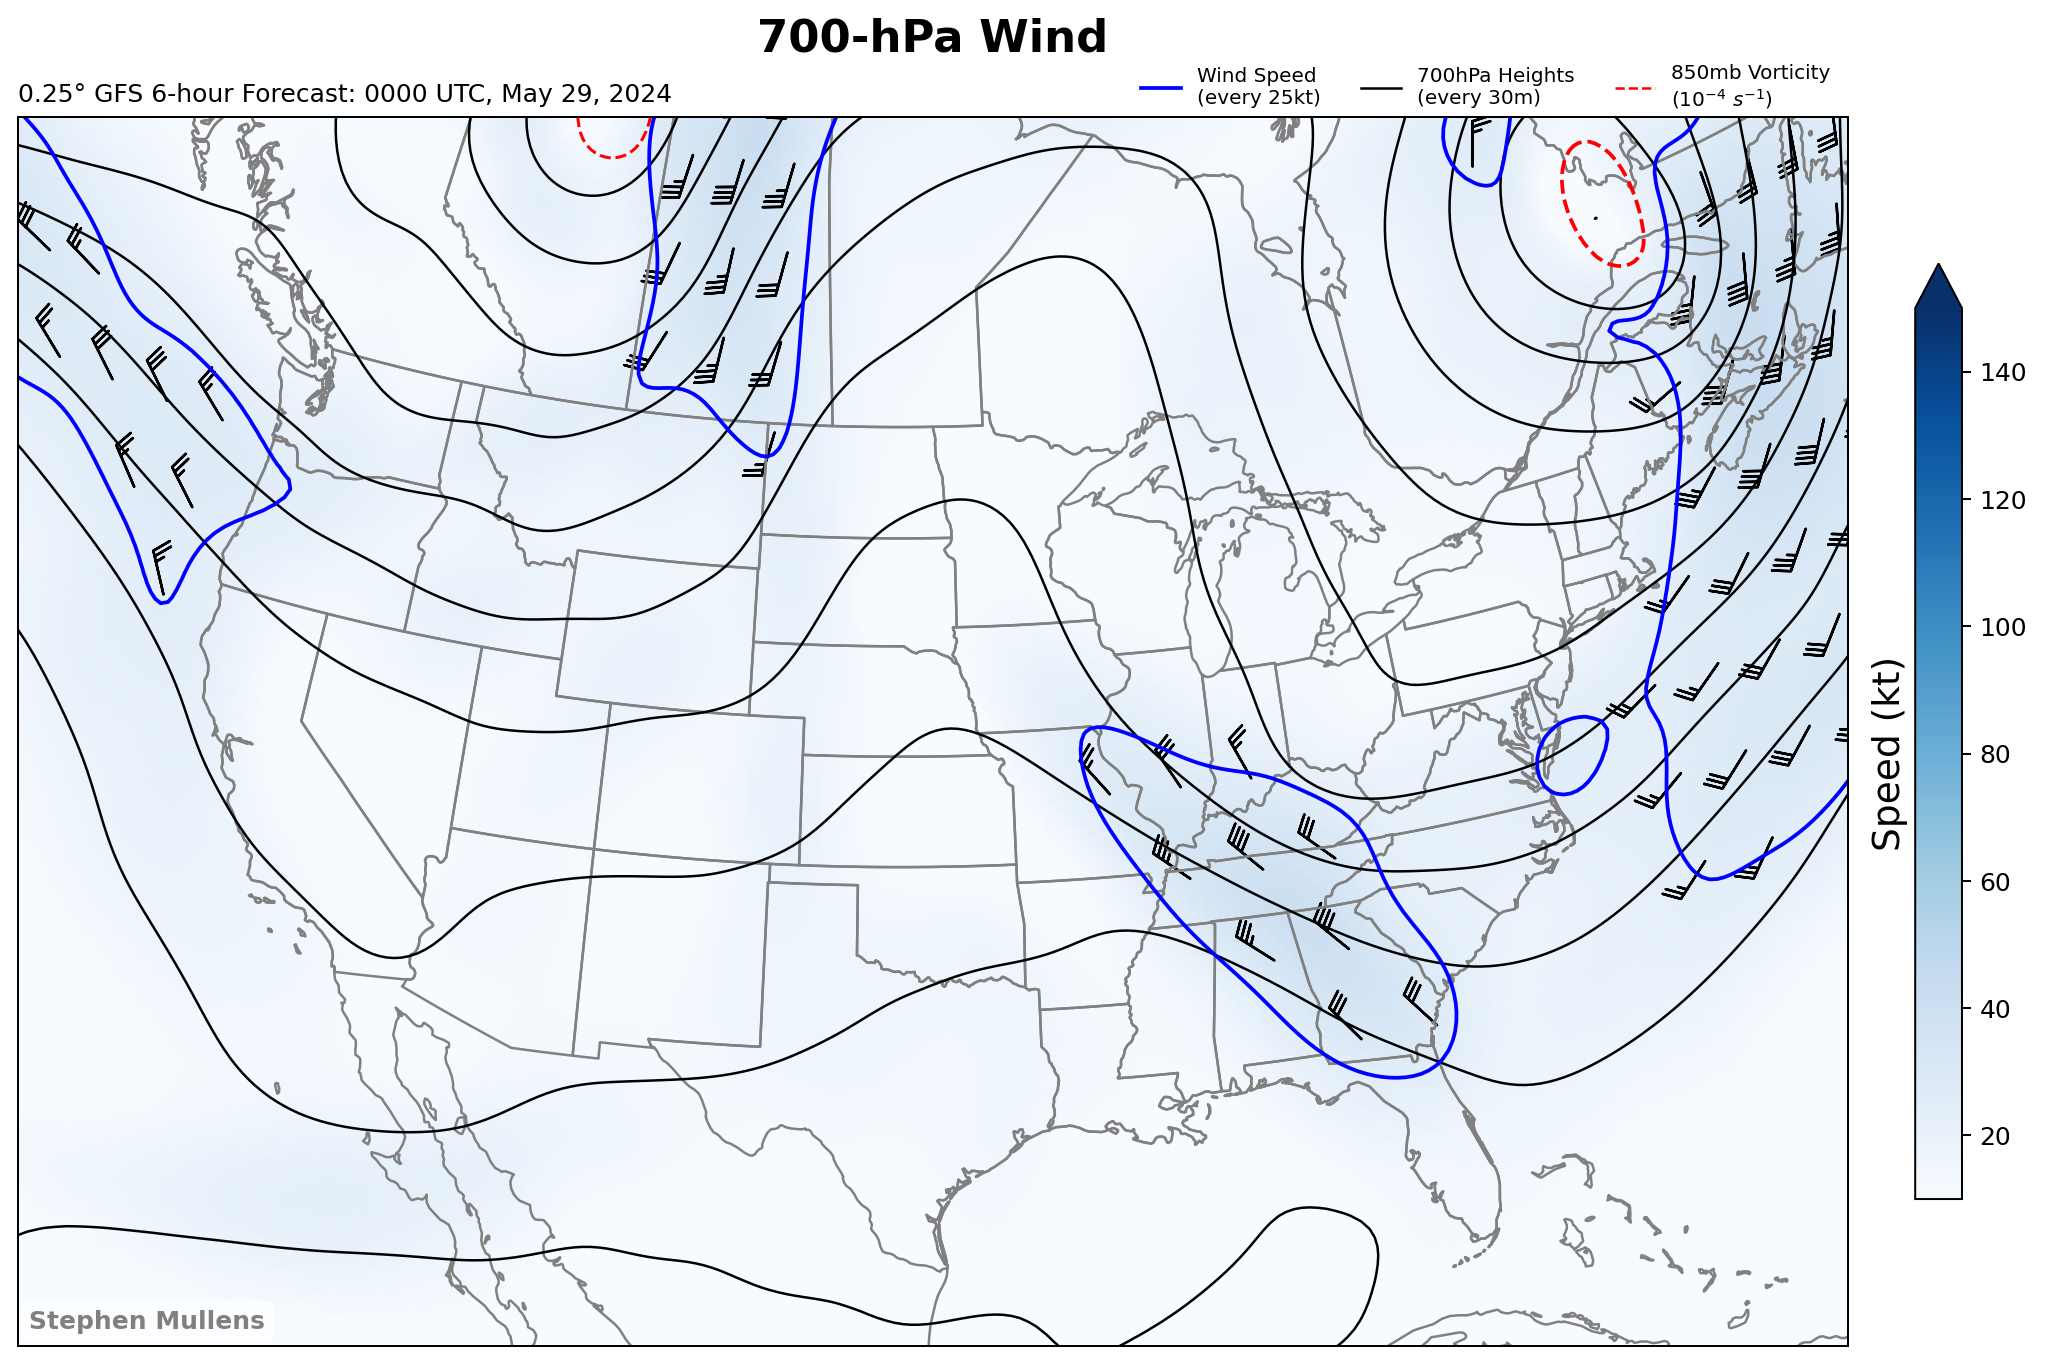 700-hPa Wind
0.25° GFS 6-hour Forecast: 0000 UTC, May 29, 2024
Wind Speed
(every 25kt)
700hPa Heights
(every 30m)
850mb Vorticity
(10⁻⁴ s⁻¹)
140
120
100
80
60
40
20
Speed (kt)
Stephen Mullens